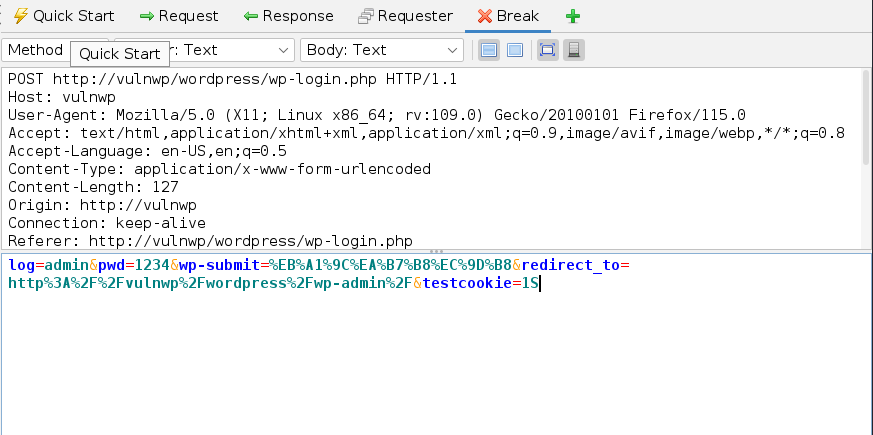 Quick Start Request Response Requester Break
Method r: Text Body: Text
Quick Start
POST http://vulnwp/wordpress/wp-login.php HTTP/1.1
Host: vulnwp
User-Agent: Mozilla/5.0 (X11; Linux x86_64; rv:109.0) Gecko/20100101 Firefox/115.0
Accept: text/html,application/xhtml+xml,application/xml;q=0.9,image/avif,image/webp,*/*;q=0.8
Accept-Language: en-US,en;q=0.5
Content-Type: application/x-www-form-urlencoded
Content-Length: 127
Origin: http://vulnwp
Connection: keep-alive
Referer: http://vulnwp/wordpress/wp-login.php
log=admin&pwd=1234&wp-submit=%EB%A1%9C%EA%B7%B8%EC%9D%B8&redirect_to=
http%3A%2F%2Fvulnwp%2Fwordpress%2Fwp-admin%2F&testcookie=1S